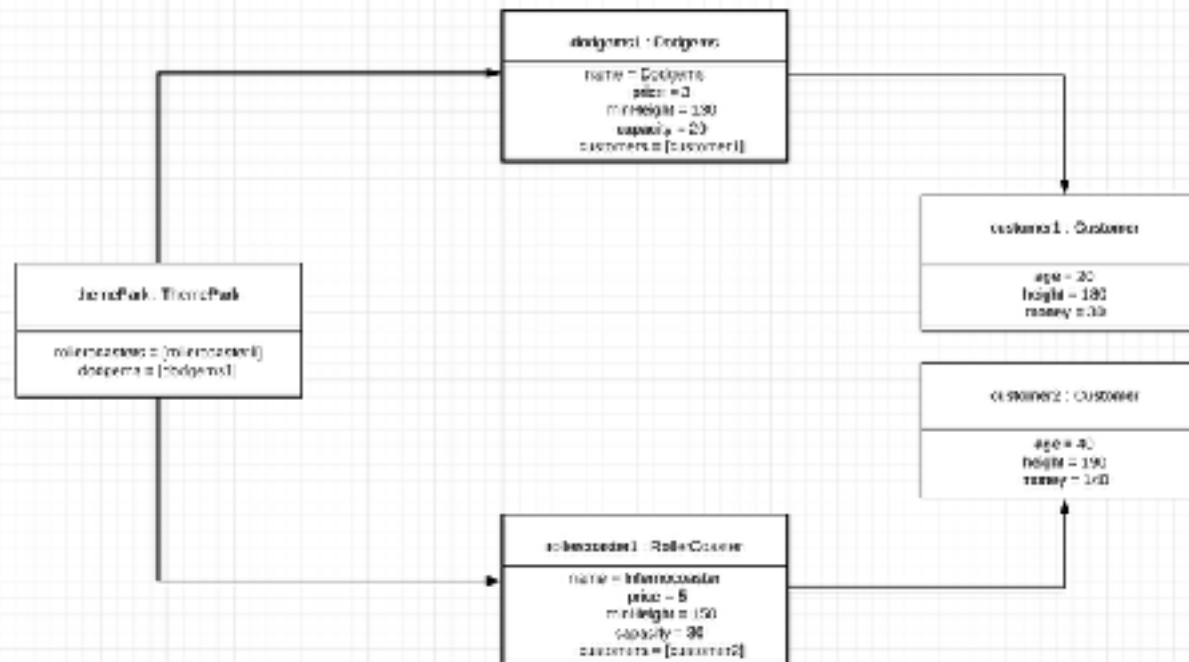 dodgems1 : Dodgems
name = Dodgems
price = 3
minHeight = 130
capacity = 20
customers = [customer1]
customer1 : Customer
age = 20
height = 180
money = 30
themePark : ThemePark
rollercoasters = [rollercoaster1]
dodgems = [dodgems1]
customer2 : Customer
age = 40
height = 190
money = 140
rollercoaster1 : RollerCoaster
name = Infernocoaster
price = 5
minHeight = 150
capacity = 30
customers = [customer2]